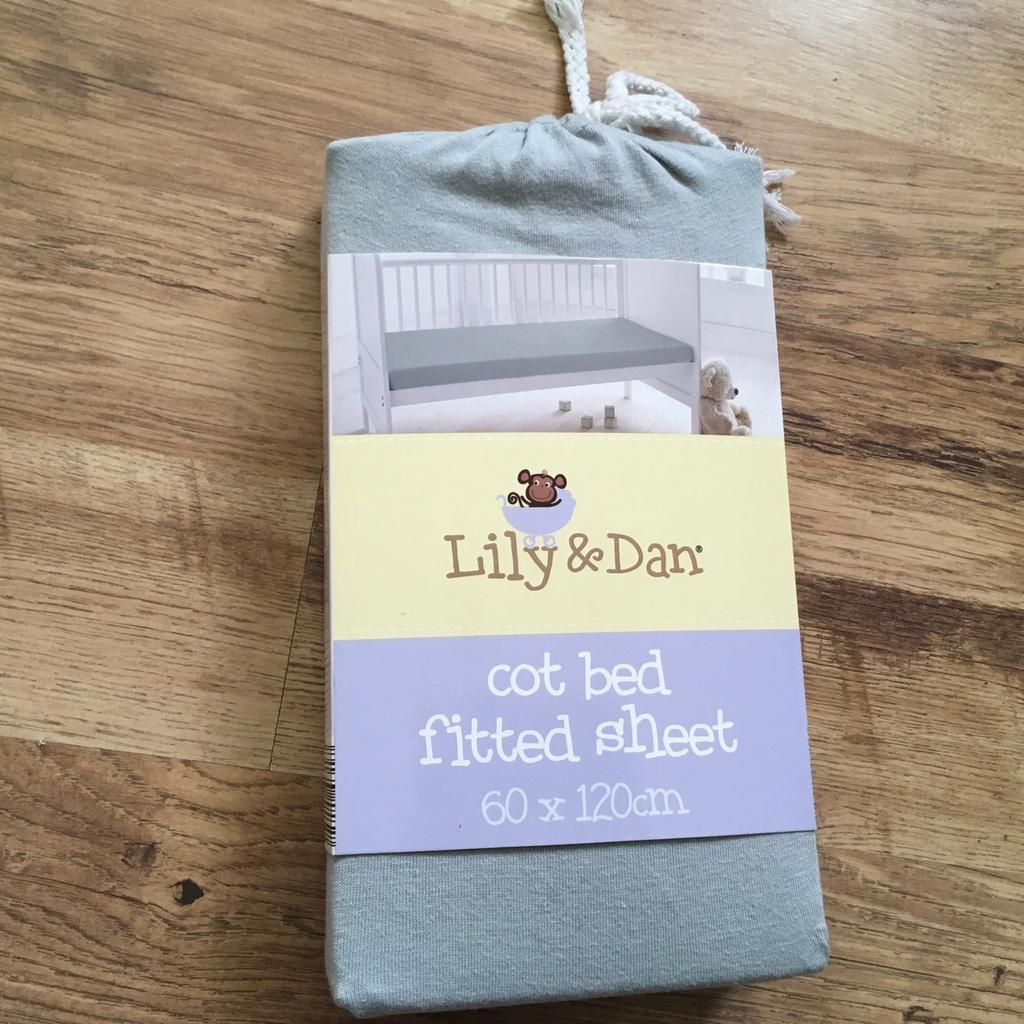 Lily & Dan®
cot bed
fitted sheet
60 x 120cm